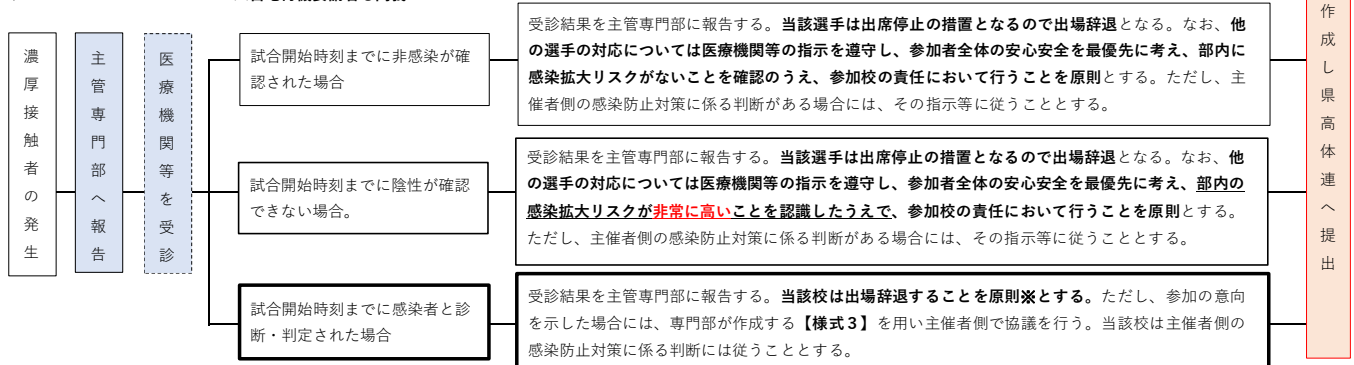 濃厚接触者の発生
主管専門部へ報告
医療機関等を受診
試合開始時刻までに非感染が確
認された場合
受診結果を主管専門部に報告する。当該選手は出席停止の措置となるので出場辞退となる。なお、他
の選手の対応については医療機関等の指示を遵守し、参加者全体の安心安全を最優先に考え、部内に
感染拡大リスクがないことを確認のうえ、参加校の責任において行うことを原則とする。ただし、主
催者側の感染防止対策に係る判断がある場合には、その指示等に従うこととする。
試合開始時刻までに陰性が確認
できない場合。
受診結果を主管専門部に報告する。当該選手は出席停止の措置となるので出場辞退となる。なお、他
の選手の対応については医療機関等の指示を遵守し、参加者全体の安心安全を最優先に考え、部内の
感染拡大リスクが非常に高いことを認識したうえで、参加校の責任において行うことを原則とする。
ただし、主催者側の感染防止対策に係る判断がある場合には、その指示等に従うこととする。
試合開始時刻までに感染者と診
断・判定された場合
受診結果を主管専門部に報告する。当該校は出場辞退することを原則※とする。ただし、参加の意向
を示した場合には、専門部が作成する【様式３】を用い主催者側で協議を行う。当該校は主催者側の
感染防止対策に係る判断には従うこととする。
作成し県高体連へ提出